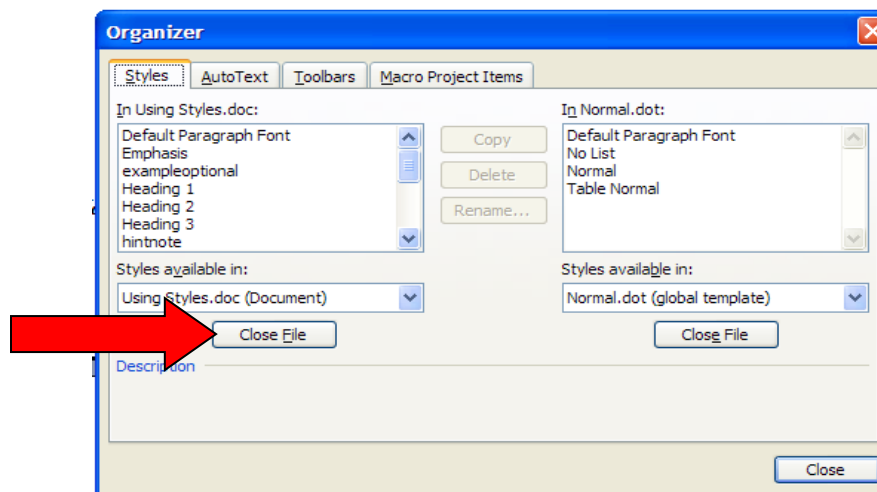 Organizer
Styles AutoText Toolbars Macro Project Items
In Using Styles.doc:
Default Paragraph Font
Emphasis
exampleoptional
Heading 1
Heading 2
Heading 3
hintnote
Copy
Delete
Rename...
In Normal.dot:
Default Paragraph Font
No List
Normal
Table Normal
Styles available in:
Using Styles.doc (Document)
Close File
Styles available in:
Normal.dot (global template)
Close File
Description
Close